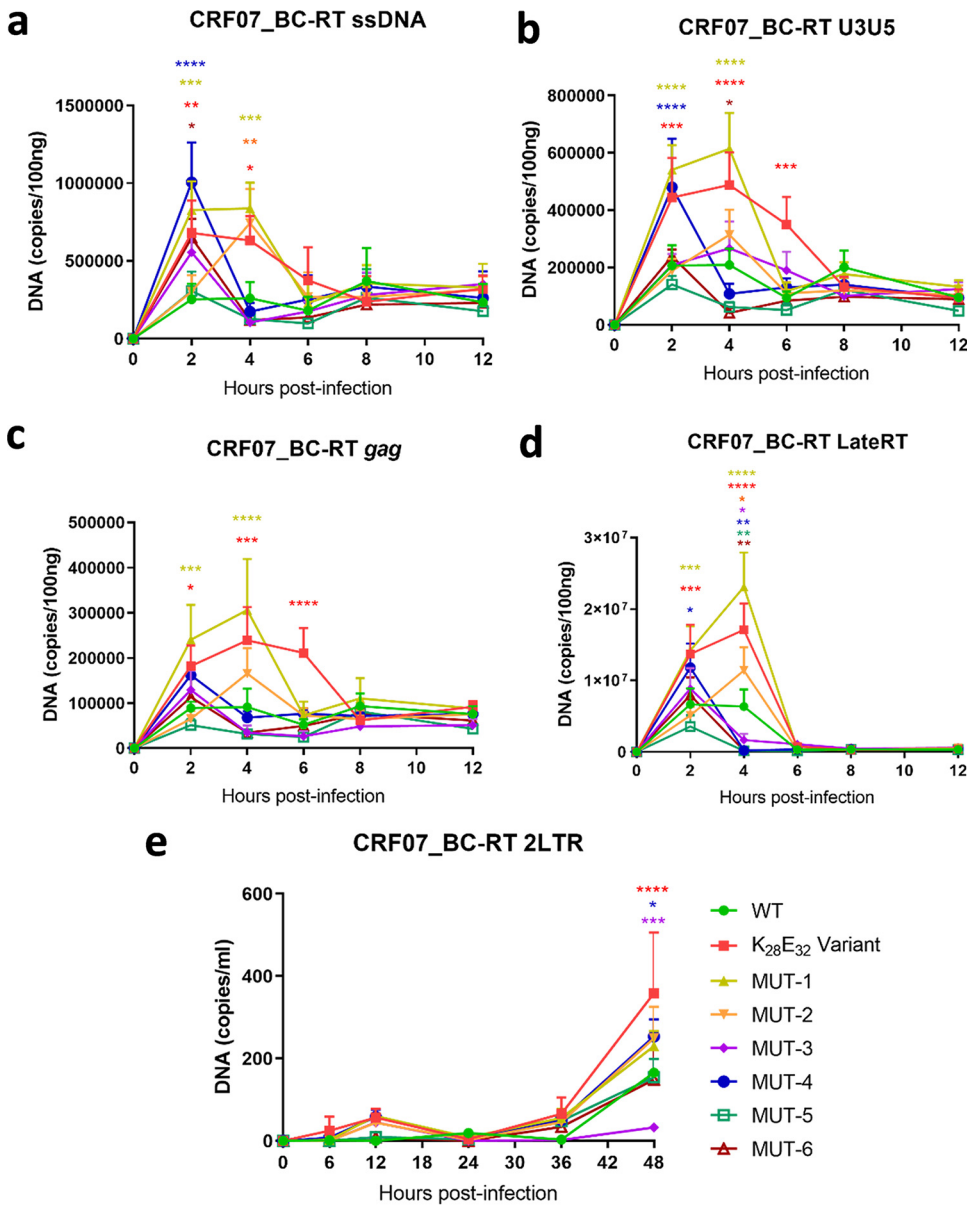 a
CRF07_BC-RT ssDNA
****
***
**
*
***
**
*
DNA (copies/100ng)
1500000
1000000
500000
0
0 2 4 6 8 10 12
Hours post-infection
b
CRF07_BC-RT U3U5
****
****
***
****
****
*
***
DNA (copies/100ng)
800000
600000
400000
200000
0
0 2 4 6 8 10 12
Hours post-infection
c
CRF07_BC-RT gag
***
*
****
***
****
DNA (copies/100ng)
500000
400000
300000
200000
100000
0
0 2 4 6 8 10 12
Hours post-infection
d
CRF07_BC-RT LateRT
***
***
*
****
****
*
*
**
**
**
DNA (copies/100ng)
3×10⁷
2×10⁷
1×10⁷
0
0 2 4 6 8 10 12
Hours post-infection
e
CRF07_BC-RT 2LTR
****
*
***
DNA (copies/ml)
600
400
200
0
0 6 12 18 24 30 36 42 48
Hours post-infection
WT
K₂₈E₃₂ Variant
MUT-1
MUT-2
MUT-3
MUT-4
MUT-5
MUT-6